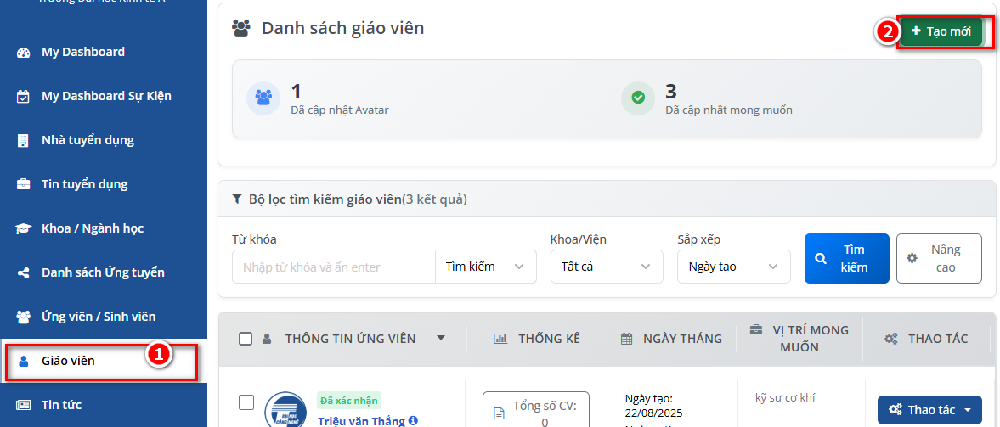 Trường Đại học Kinh tế A
My Dashboard
My Dashboard Sự Kiện
Nhà tuyển dụng
Tin tuyển dụng
Khoa / Ngành học
Danh sách Ứng tuyển
Ứng viên / Sinh viên
Giáo viên
1
Tin tức
Danh sách giáo viên
2
Tạo mới
1
Đã cập nhật Avatar
3
Đã cập nhật mong muốn
Bộ lọc tìm kiếm giáo viên(3 kết quả)
Từ khóa
Khoa/Viện
Sắp xếp
Nhập từ khóa và ấn enter
Tìm kiếm
Tất cả
Ngày tạo
Tìm
kiếm
Nâng
cao
THÔNG TIN ỨNG VIÊN
THỐNG KÊ
NGÀY THÁNG
VỊ TRÍ MONG
MUỐN
THAO TÁC
ĐẠI HỌC
CÔNG NGHỆ
Đã xác nhận
Triệu văn Thắng
Tổng số CV:
0
Ngày tạo:
22/08/2025
kỹ sư cơ khí
Thao tác